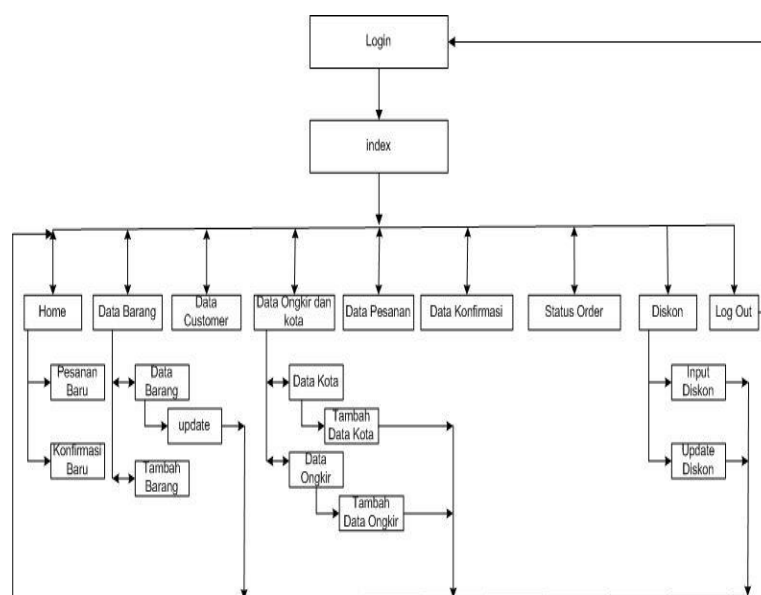 Login
index
Home
Data Barang
Data
Customer
Data Ongkir dan
kota
Data Pesanan
Data Konfirmasi
Status Order
Diskon
Log Out
Pesanan
Baru
Konfirmasi
Baru
Data
Barang
update
Tambah
Barang
Data Kota
Tambah
Data Kota
Data
Ongkir
Tambah
Data Ongkir
Input
Diskon
Update
Diskon